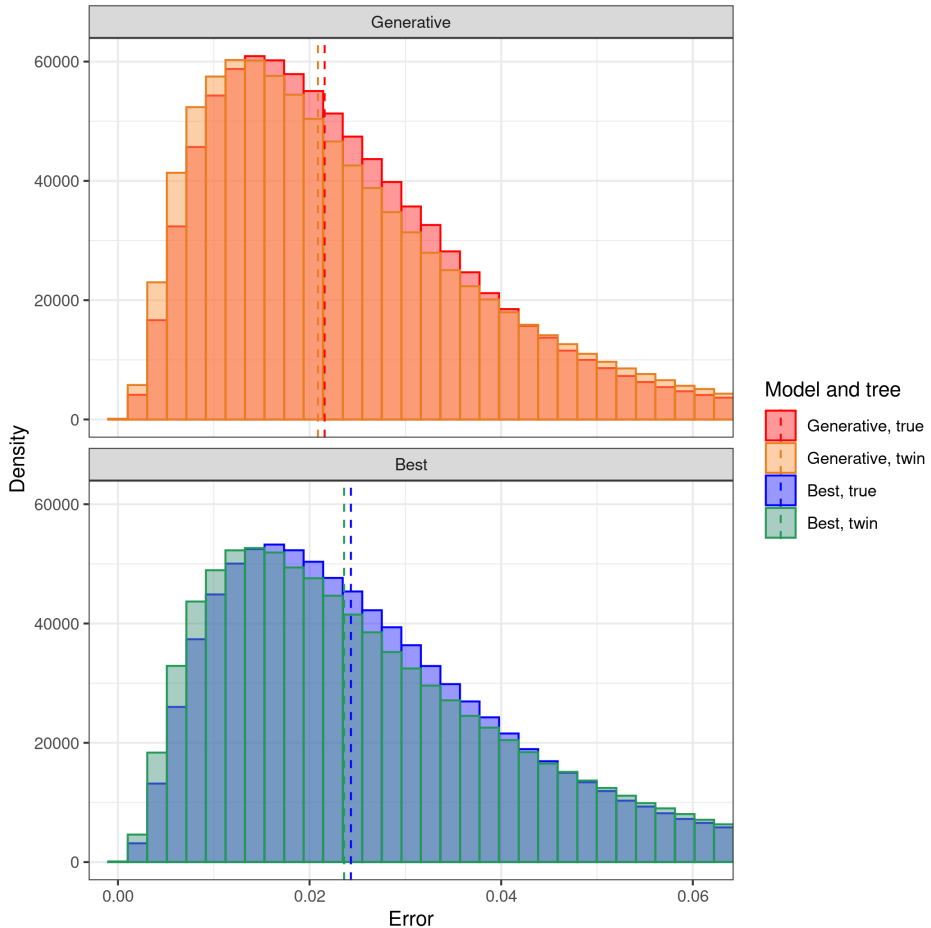 Generative
60000
40000
20000
0
Best
60000
40000
20000
0
0.00
0.02
0.04
0.06
Error
Density
Model and tree
Generative, true
Generative, twin
Best, true
Best, twin